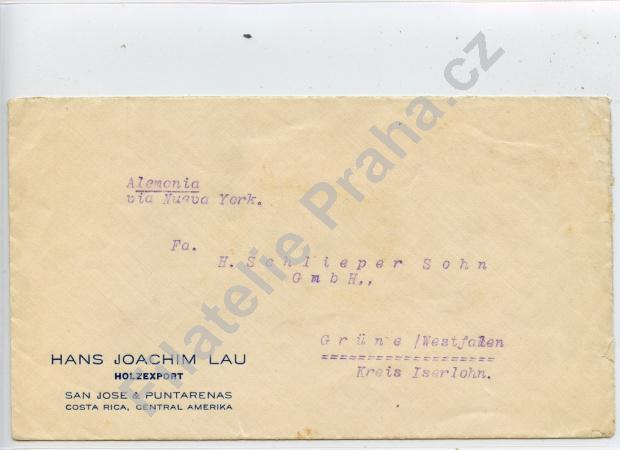 Alemonia
via Nueva York.
Fa.
H. Schlieper Sohn
GmbH,,
Grüne /Westfalen
===================
Kreis Iserlohn.
HANS JOACHIM LAU
HOLZEXPORT
SAN JOSE & PUNTARENAS
COSTA RICA, CENTRAL AMERIKA
Filatelie Praha.cz